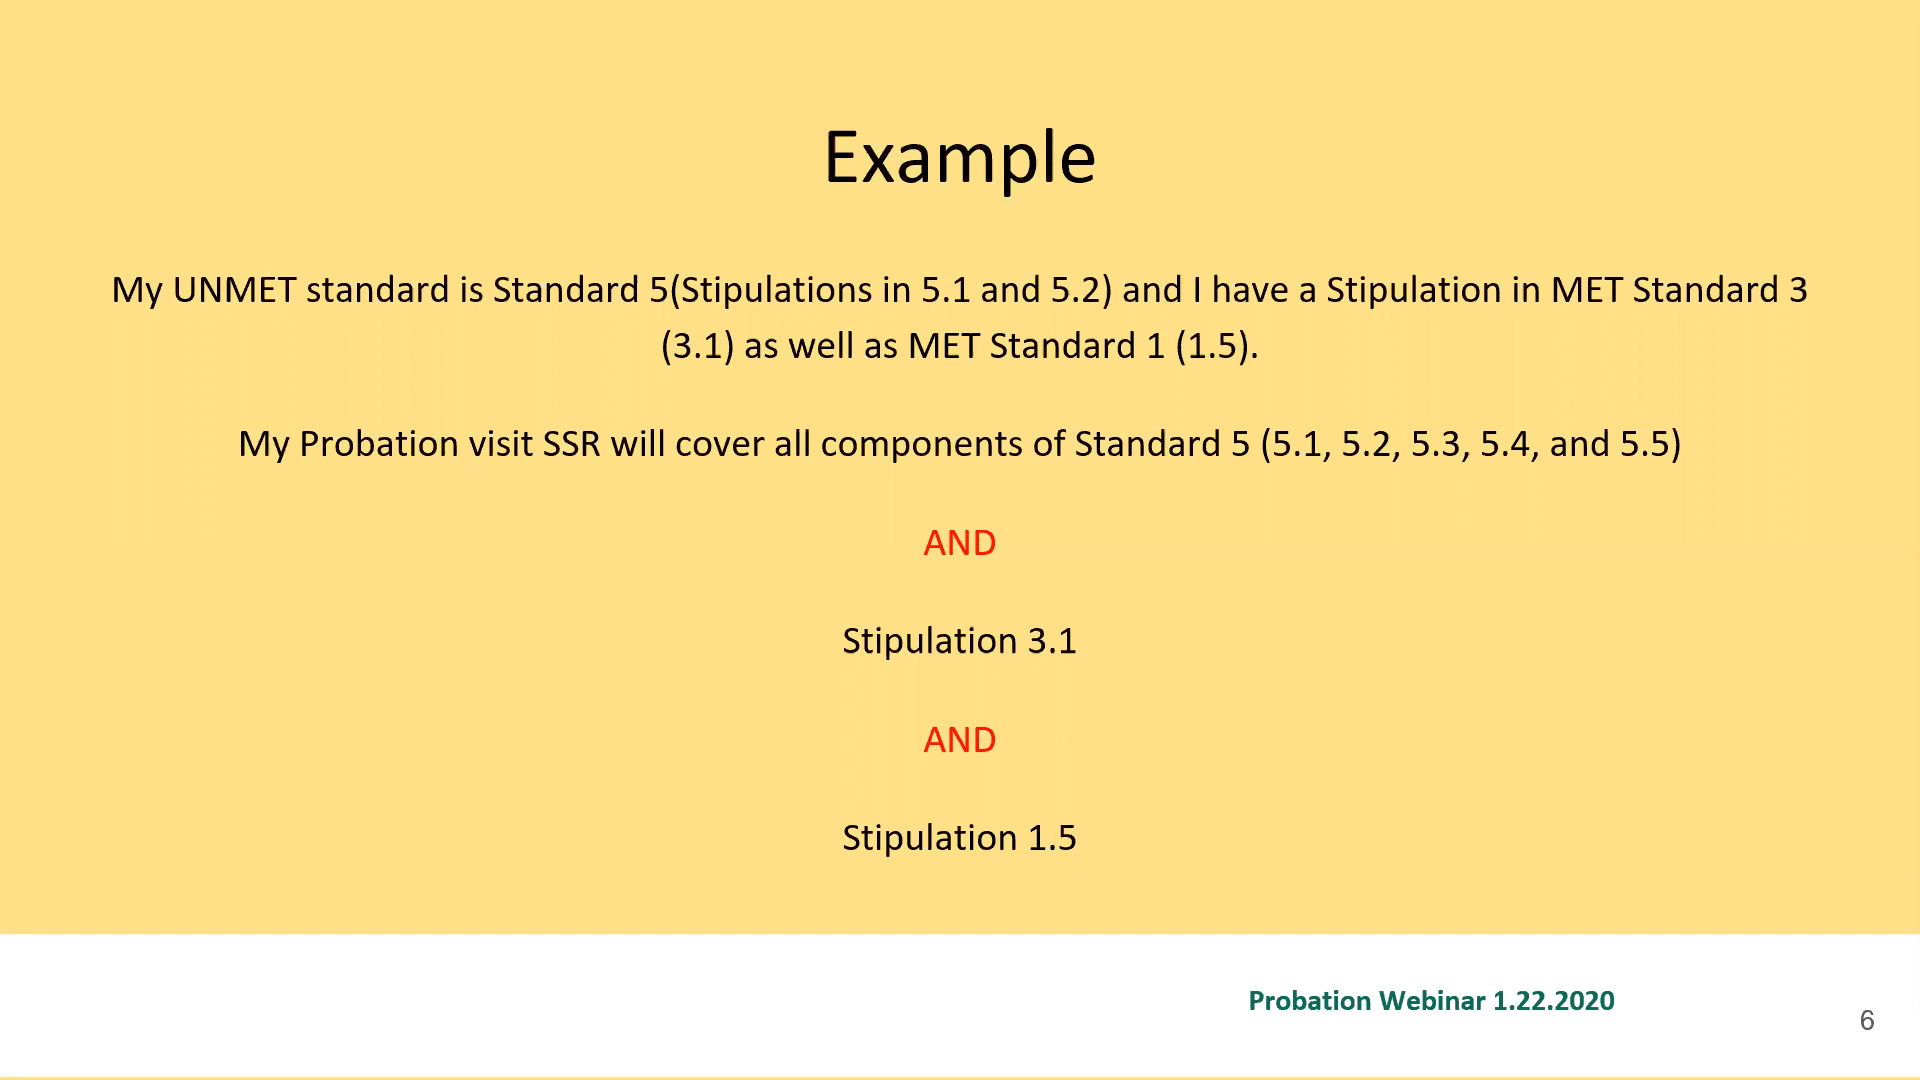 Example
My UNMET standard is Standard 5(Stipulations in 5.1 and 5.2) and I have a Stipulation in MET Standard 3
(3.1) as well as MET Standard 1 (1.5).
My Probation visit SSR will cover all components of Standard 5 (5.1, 5.2, 5.3, 5.4, and 5.5)
AND
Stipulation 3.1
AND
Stipulation 1.5
Probation Webinar 1.22.2020
6